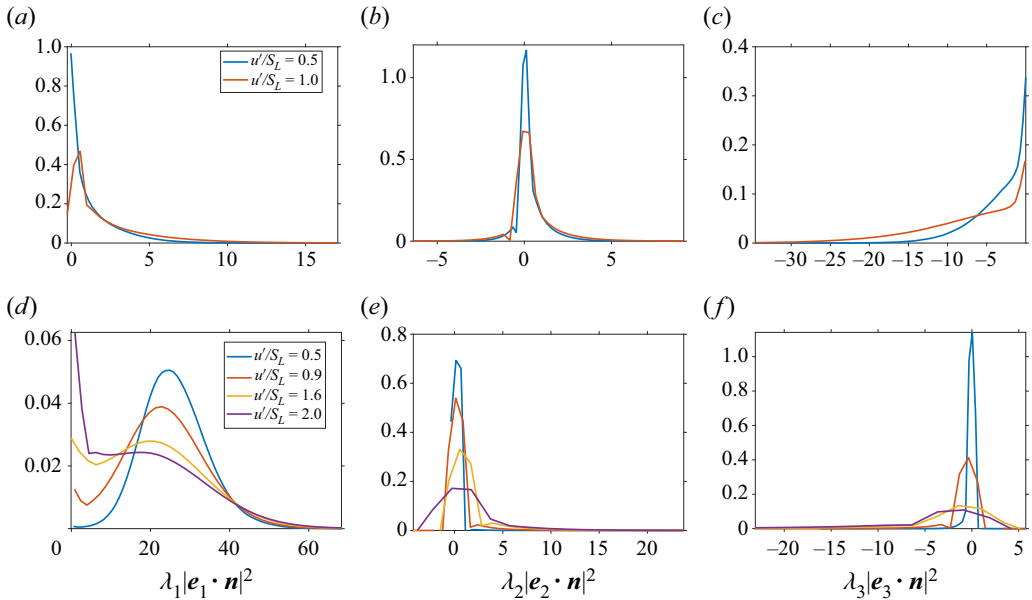 (a) (b) (c)
1.0 0.8 0.6 0.4 0.2 0
u′/S_L = 0.5
u′/S_L = 1.0
0 5 10 15
1.0 0.5 0
−5 0 5
0.4 0.3 0.2 0.1 0
−30 −25 −20 −15 −10 −5
(d) (e) (f)
0.06 0.04 0.02 0
u′/S_L = 0.5
u′/S_L = 0.9
u′/S_L = 1.6
u′/S_L = 2.0
0 20 40 60
0.8 0.6 0.4 0.2 0
0 5 10 15 20
1.0 0.8 0.6 0.4 0.2 0
−20 −15 −10 −5 0 5
λ₁|e₁ · n|² λ₂|e₂ · n|² λ₃|e₃ · n|²